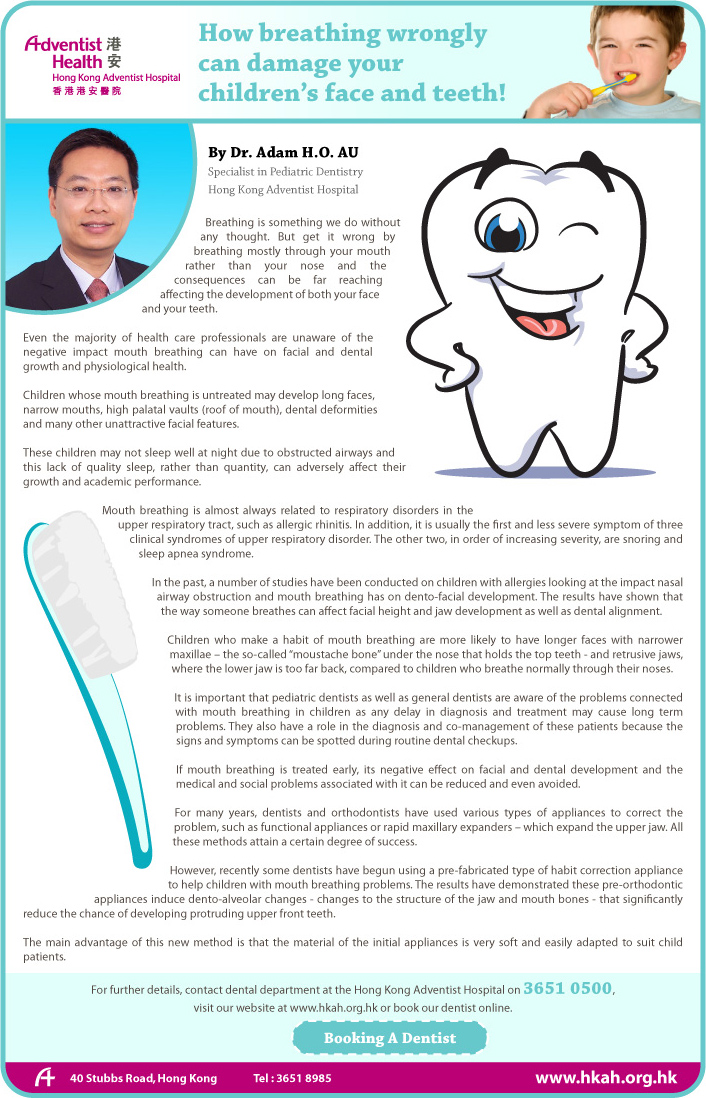 Adventist 港
Health 安
Hong Kong Adventist Hospital
香港港安醫院
How breathing wrongly
can damage your
children's face and teeth!
By Dr. Adam H.O. AU
Specialist in Pediatric Dentistry
Hong Kong Adventist Hospital
Breathing is something we do without
any thought. But get it wrong by
breathing mostly through your mouth
rather than your nose and the
consequences can be far reaching
affecting the development of both your face
and your teeth.
Even the majority of health care professionals are unaware of the
negative impact mouth breathing can have on facial and dental
growth and physiological health.
Children whose mouth breathing is untreated may develop long faces,
narrow mouths, high palatal vaults (roof of mouth), dental deformities
and many other unattractive facial features.
These children may not sleep well at night due to obstructed airways and
this lack of quality sleep, rather than quantity, can adversely affect their
growth and academic performance.
Mouth breathing is almost always related to respiratory disorders in the
upper respiratory tract, such as allergic rhinitis. In addition, it is usually the first and less severe symptom of three
clinical syndromes of upper respiratory disorder. The other two, in order of increasing severity, are snoring and
sleep apnea syndrome.
In the past, a number of studies have been conducted on children with allergies looking at the impact nasal
airway obstruction and mouth breathing has on dento-facial development. The results have shown that
the way someone breathes can affect facial height and jaw development as well as dental alignment.
Children who make a habit of mouth breathing are more likely to have longer faces with narrower
maxillae – the so-called "moustache bone" under the nose that holds the top teeth - and retrusive jaws,
where the lower jaw is too far back, compared to children who breathe normally through their noses.
It is important that pediatric dentists as well as general dentists are aware of the problems connected
with mouth breathing in children as any delay in diagnosis and treatment may cause long term
problems. They also have a role in the diagnosis and co-management of these patients because the
signs and symptoms can be spotted during routine dental checkups.
If mouth breathing is treated early, its negative effect on facial and dental development and the
medical and social problems associated with it can be reduced and even avoided.
For many years, dentists and orthodontists have used various types of appliances to correct the
problem, such as functional appliances or rapid maxillary expanders – which expand the upper jaw. All
these methods attain a certain degree of success.
However, recently some dentists have begun using a pre-fabricated type of habit correction appliance
to help children with mouth breathing problems. The results have demonstrated these pre-orthodontic
appliances induce dento-alveolar changes - changes to the structure of the jaw and mouth bones - that significantly
reduce the chance of developing protruding upper front teeth.
The main advantage of this new method is that the material of the initial appliances is very soft and easily adapted to suit child
patients.
For further details, contact dental department at the Hong Kong Adventist Hospital on 3651 0500,
visit our website at www.hkah.org.hk or book our dentist online.
Booking A Dentist
40 Stubbs Road, Hong Kong Tel : 3651 8985 www.hkah.org.hk